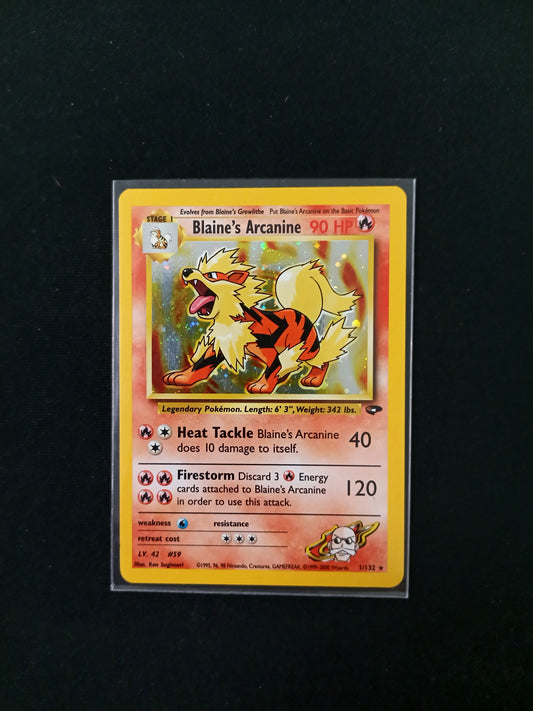 Evolves from Blaine's Growlithe Put Blaine's Arcanine on the Basic Pokémon
STAGE 1
Blaine's Arcanine 90 HP
Legendary Pokémon. Length: 6' 3", Weight: 342 lbs.
Heat Tackle Blaine's Arcanine
does 10 damage to itself.
40
Firestorm Discard 3 Energy
cards attached to Blaine's Arcanine
in order to use this attack.
120
weakness resistance
retreat cost
LV. 42 #59
Illus. Ken Sugimori ©1995, 96, 98 Nintendo, Creatures, GAMEFREAK. ©1999-2000 Wizards. 1/132 ★